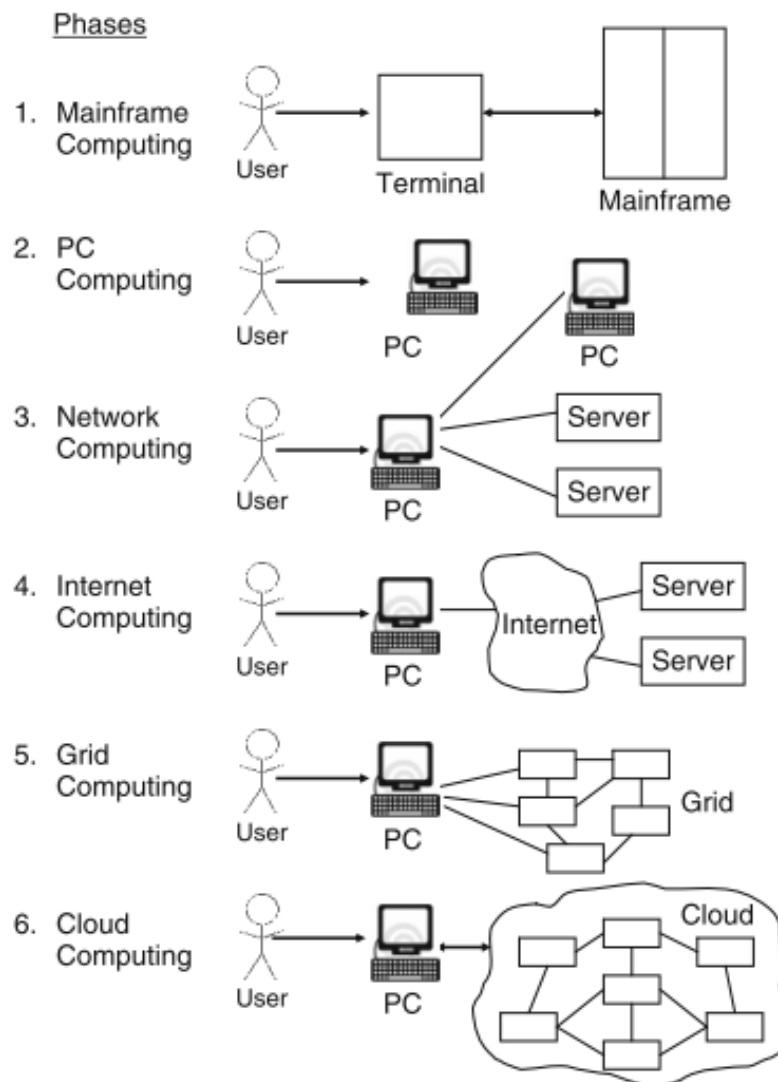 Phases
1. Mainframe
Computing
User
Terminal
Mainframe
2. PC
Computing
User
PC
PC
3. Network
Computing
User
PC
Server
Server
4. Internet
Computing
User
PC
Internet
Server
Server
5. Grid
Computing
User
PC
Grid
6. Cloud
Computing
User
PC
Cloud